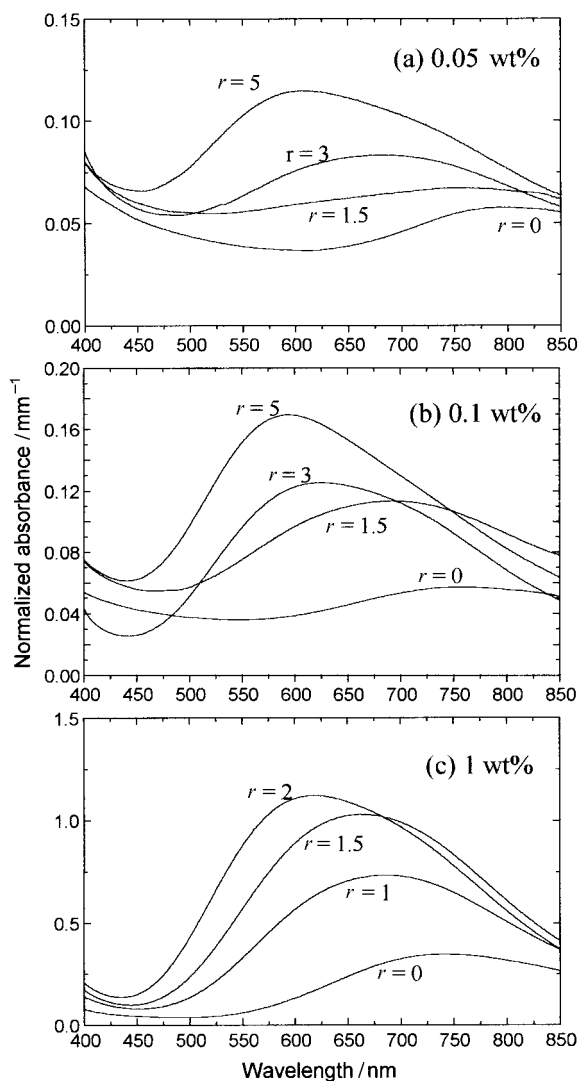 0.15
(a) 0.05 wt%
r = 5
0.10
r = 3
r = 1.5
0.05
r = 0
0.00
400 450 500 550 600 650 700 750 800 850
0.20
(b) 0.1 wt%
r = 5
0.16
r = 3
0.12
r = 1.5
0.08
r = 0
0.04
0.00
400 450 500 550 600 650 700 750 800 850
Normalized absorbance / mm⁻¹
1.5
(c) 1 wt%
r = 2
1.0
r = 1.5
r = 1
0.5
r = 0
0.0
400 450 500 550 600 650 700 750 800 850
Wavelength / nm